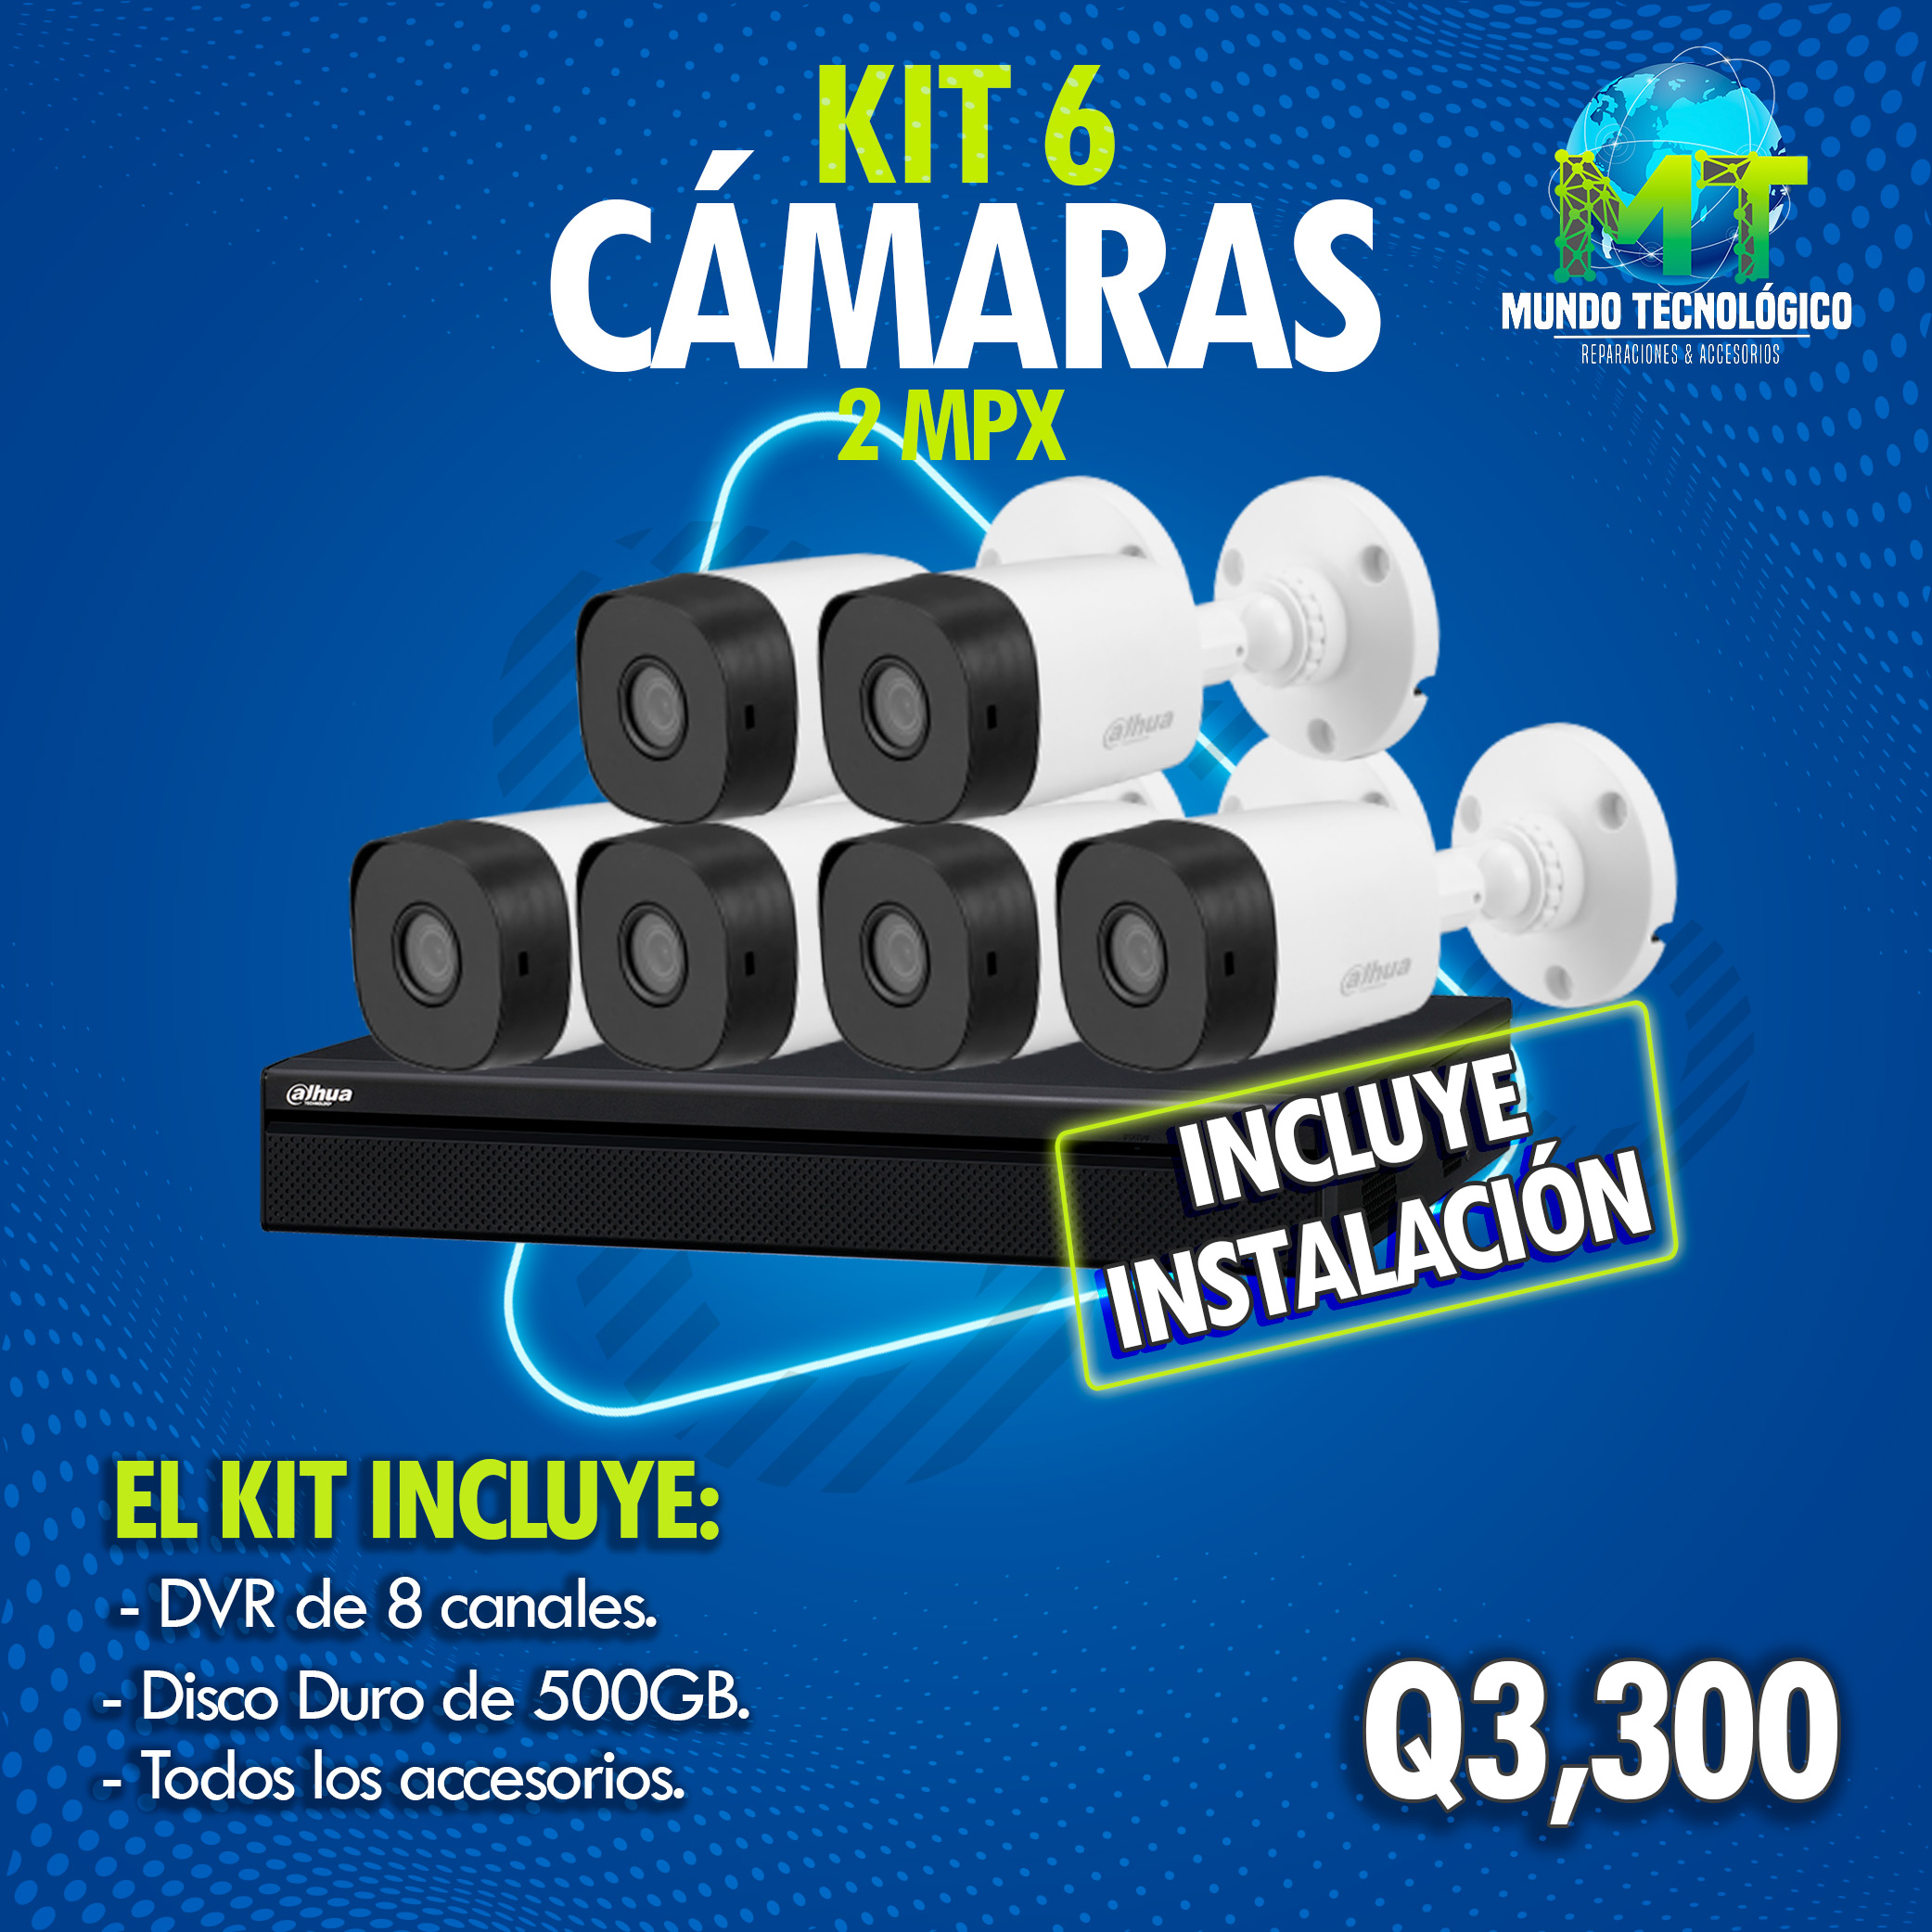 KIT 6
CÁMARAS
2 MPX
MT
MUNDO TECNOLÓGICO
REPARACIONES & ACCESORIOS
alhua
alhua
alhua
TECHNOLOGY
INCLUYE
INSTALACIÓN
EL KIT INCLUYE:
- DVR de 8 canales.
- Disco Duro de 500GB.
- Todos los accesorios.
Q3,300